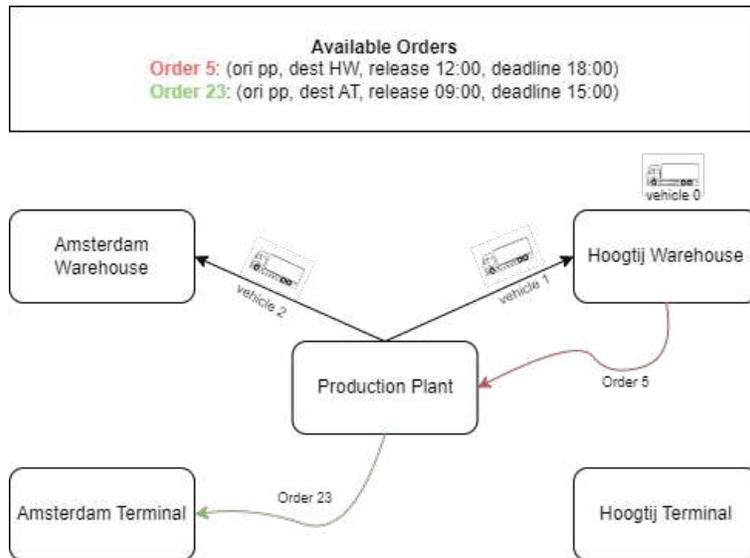 Available Orders
Order 5: (ori pp, dest HW, release 12:00, deadline 18:00)
Order 23: (ori pp, dest AT, release 09:00, deadline 15:00)
vehicle 0
Amsterdam
Warehouse
vehicle 2
vehicle 1
Hoogtij Warehouse
Production Plant
Order 5
Order 23
Amsterdam Terminal
Hoogtij Terminal